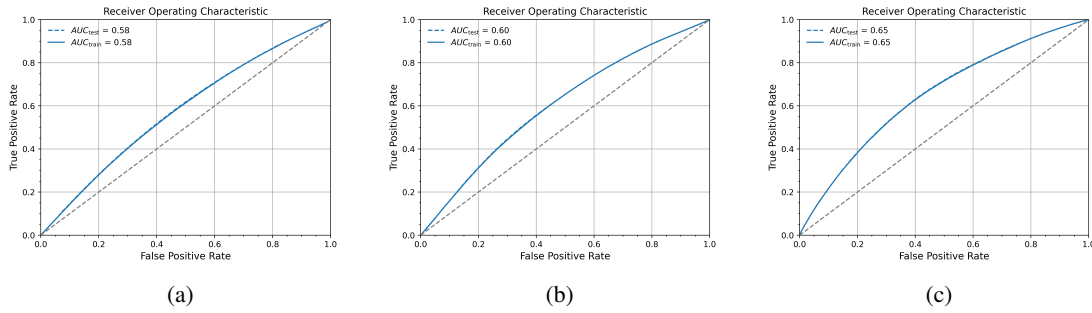 Receiver Operating Characteristic
AUCtest = 0.58
AUCtrain = 0.58
True Positive Rate
1.0
0.8
0.6
0.4
0.2
0.0
0.0 0.2 0.4 0.6 0.8 1.0
False Positive Rate
(a)
Receiver Operating Characteristic
AUCtest = 0.60
AUCtrain = 0.60
True Positive Rate
1.0
0.8
0.6
0.4
0.2
0.0
0.0 0.2 0.4 0.6 0.8 1.0
False Positive Rate
(b)
Receiver Operating Characteristic
AUCtest = 0.65
AUCtrain = 0.65
True Positive Rate
1.0
0.8
0.6
0.4
0.2
0.0
0.0 0.2 0.4 0.6 0.8 1.0
False Positive Rate
(c)